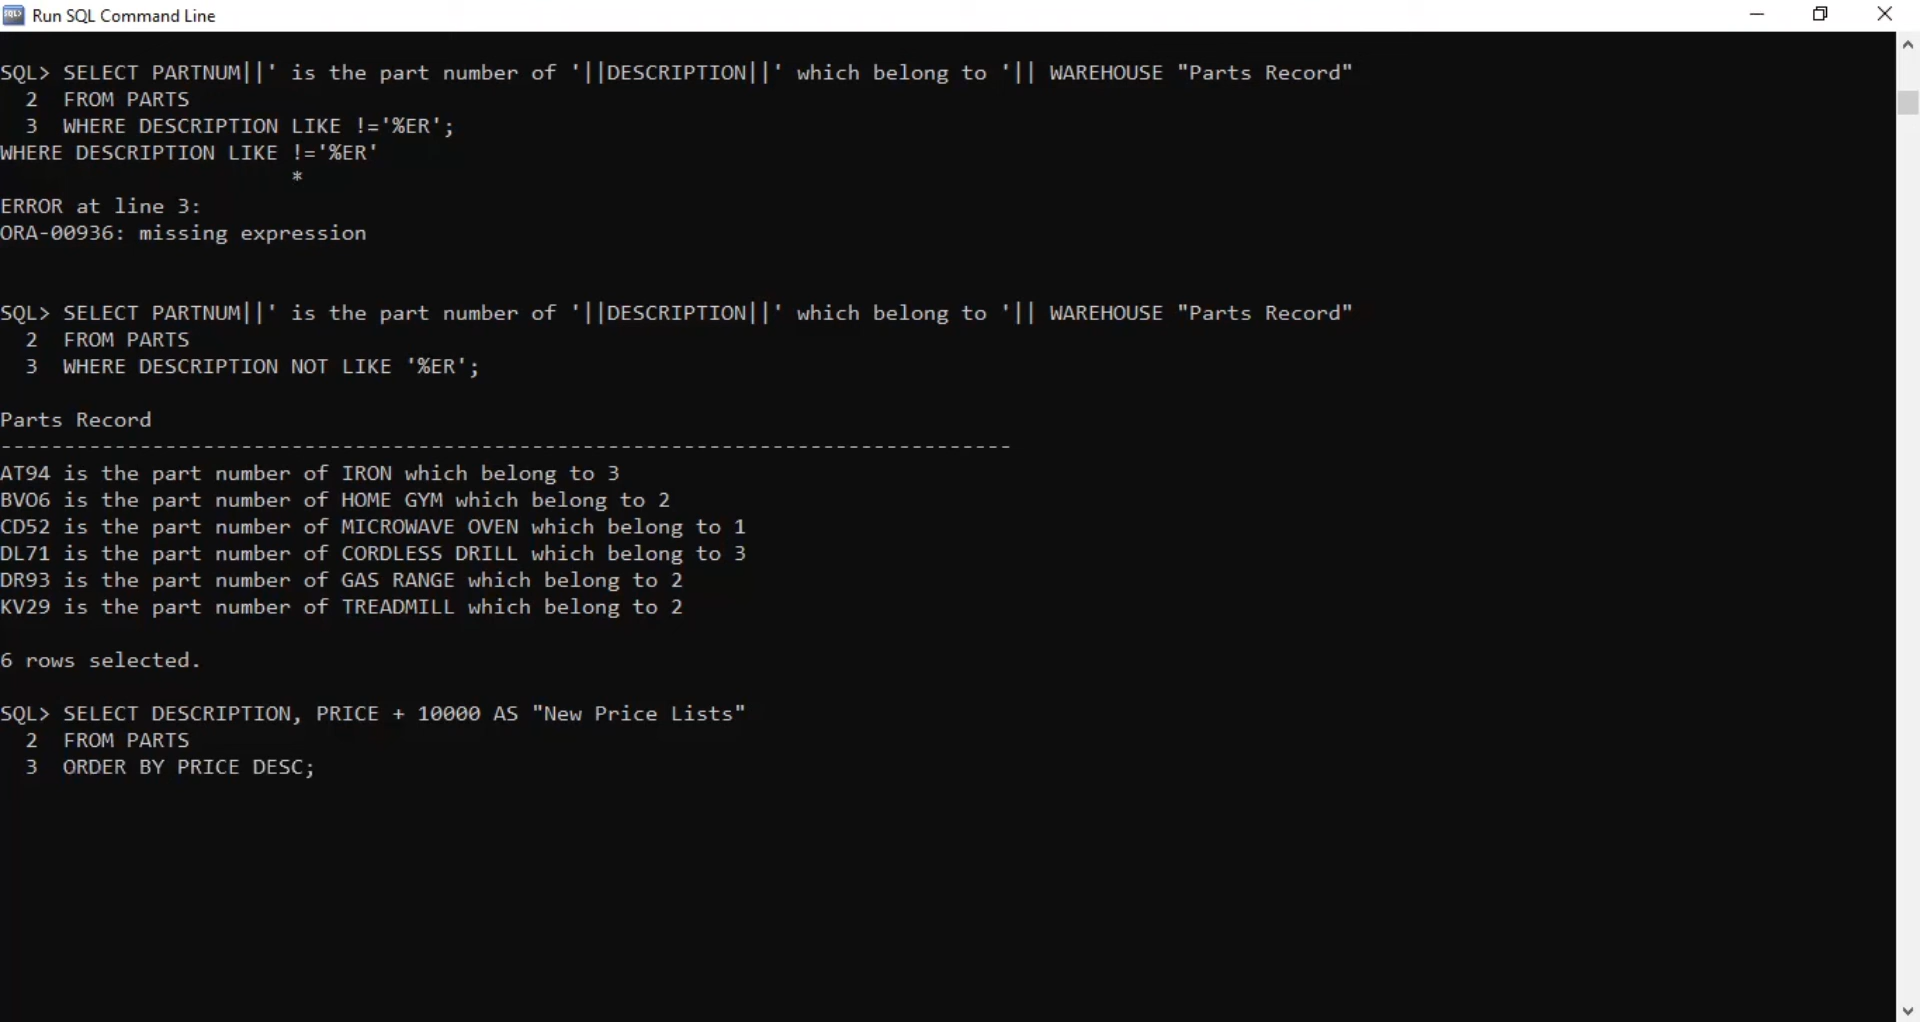 Run SQL Command Line
SQL> SELECT PARTNUM||' is the part number of '||DESCRIPTION||' which belong to '|| WAREHOUSE "Parts Record"
  2  FROM PARTS
  3  WHERE DESCRIPTION LIKE !='%ER';
WHERE DESCRIPTION LIKE !='%ER'
                       *
ERROR at line 3:
ORA-00936: missing expression
SQL> SELECT PARTNUM||' is the part number of '||DESCRIPTION||' which belong to '|| WAREHOUSE "Parts Record"
  2  FROM PARTS
  3  WHERE DESCRIPTION NOT LIKE '%ER';
Parts Record
--------------------------------------------------------------------------------
AT94 is the part number of IRON which belong to 3
BVO6 is the part number of HOME GYM which belong to 2
CD52 is the part number of MICROWAVE OVEN which belong to 1
DL71 is the part number of CORDLESS DRILL which belong to 3
DR93 is the part number of GAS RANGE which belong to 2
KV29 is the part number of TREADMILL which belong to 2
6 rows selected.
SQL> SELECT DESCRIPTION, PRICE + 10000 AS "New Price Lists"
  2  FROM PARTS
  3  ORDER BY PRICE DESC;